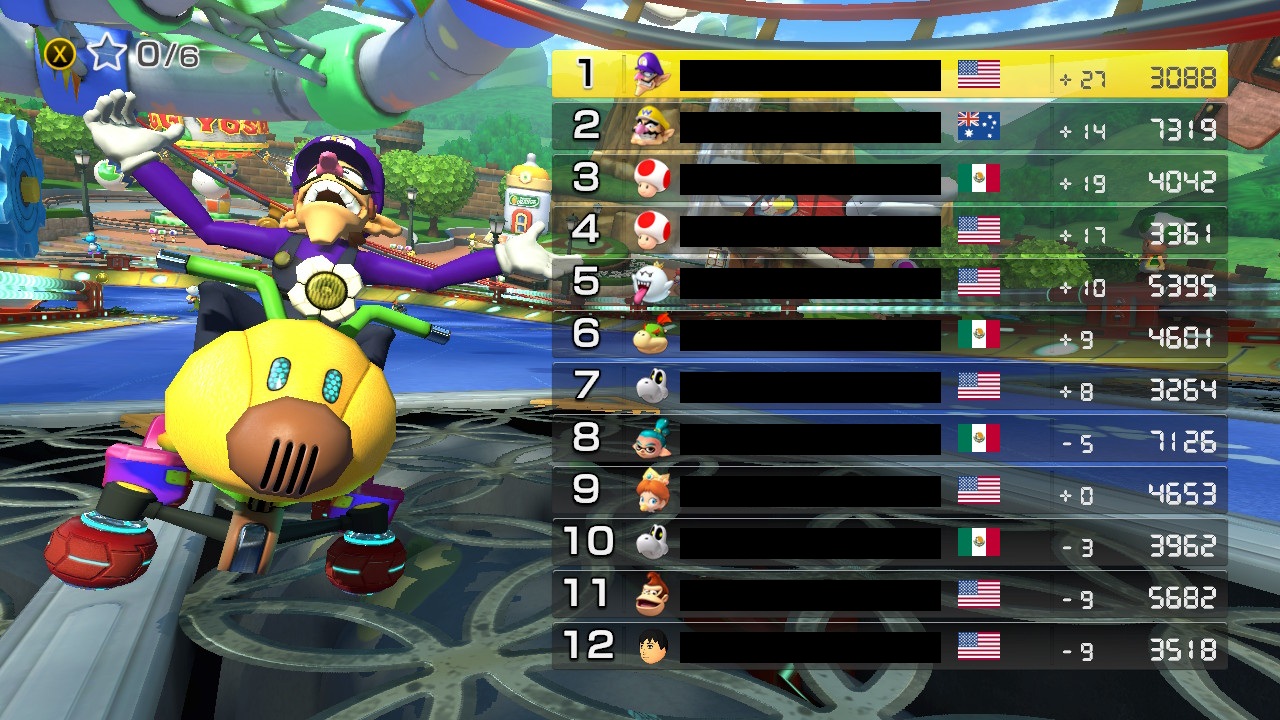 X 0/6
1 + 27 3088
2 + 14 7319
3 + 19 4042
4 + 17 3361
5 + 10 5395
6 + 9 4601
7 + 8 3264
8 - 5 7126
9 + 0 4653
10 - 3 3962
11 - 9 5682
12 - 9 3518